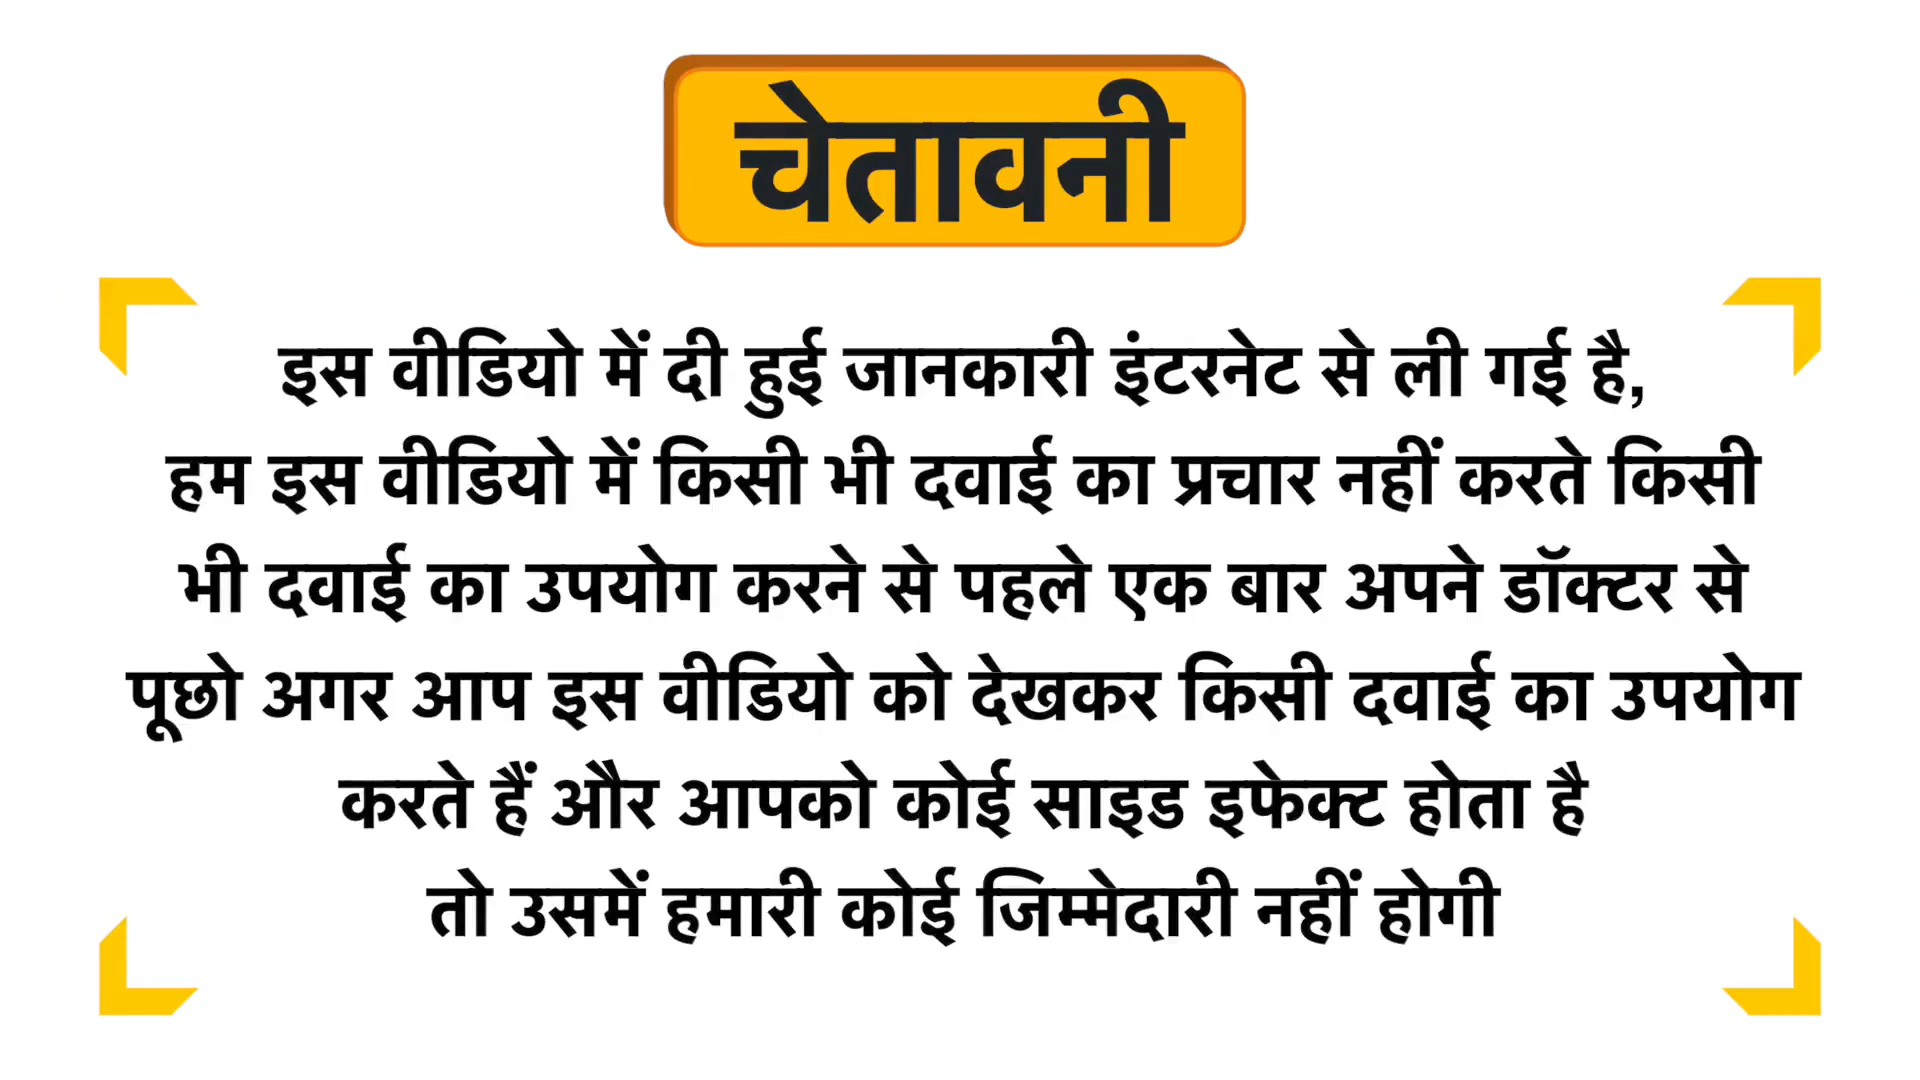 चेतावनी
इस वीडियो में दी हुई जानकारी इंटरनेट से ली गई है,
हम इस वीडियो में किसी भी दवाई का प्रचार नहीं करते किसी
भी दवाई का उपयोग करने से पहले एक बार अपने डॉक्टर से
पूछो अगर आप इस वीडियो को देखकर किसी दवाई का उपयोग
करते हैं और आपको कोई साइड इफेक्ट होता है
तो उसमें हमारी कोई जिम्मेदारी नहीं होगी